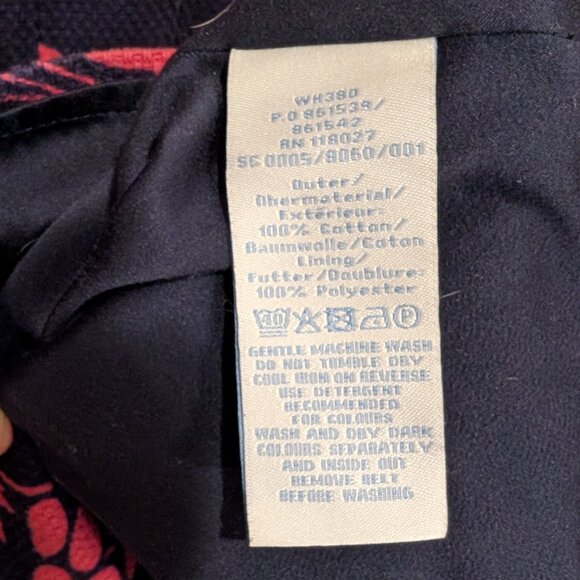 WH380
P.O 861539/
861542
RN 118027
SC 0005/8060/001
Outer/
Obermaterial/
Extérieur:
100% Cotton/
Baumwolle/Coton
Lining/
Futter/Doublure:
100% Polyester
40 P
GENTLE MACHINE WASH
DO NOT TUMBLE DRY
COOL IRON ON REVERSE
USE DETERGENT
RECOMMENDED
FOR COLOURS
WASH AND DRY DARK
COLOURS SEPARATELY
AND INSIDE OUT
REMOVE BELT
BEFORE WASHING